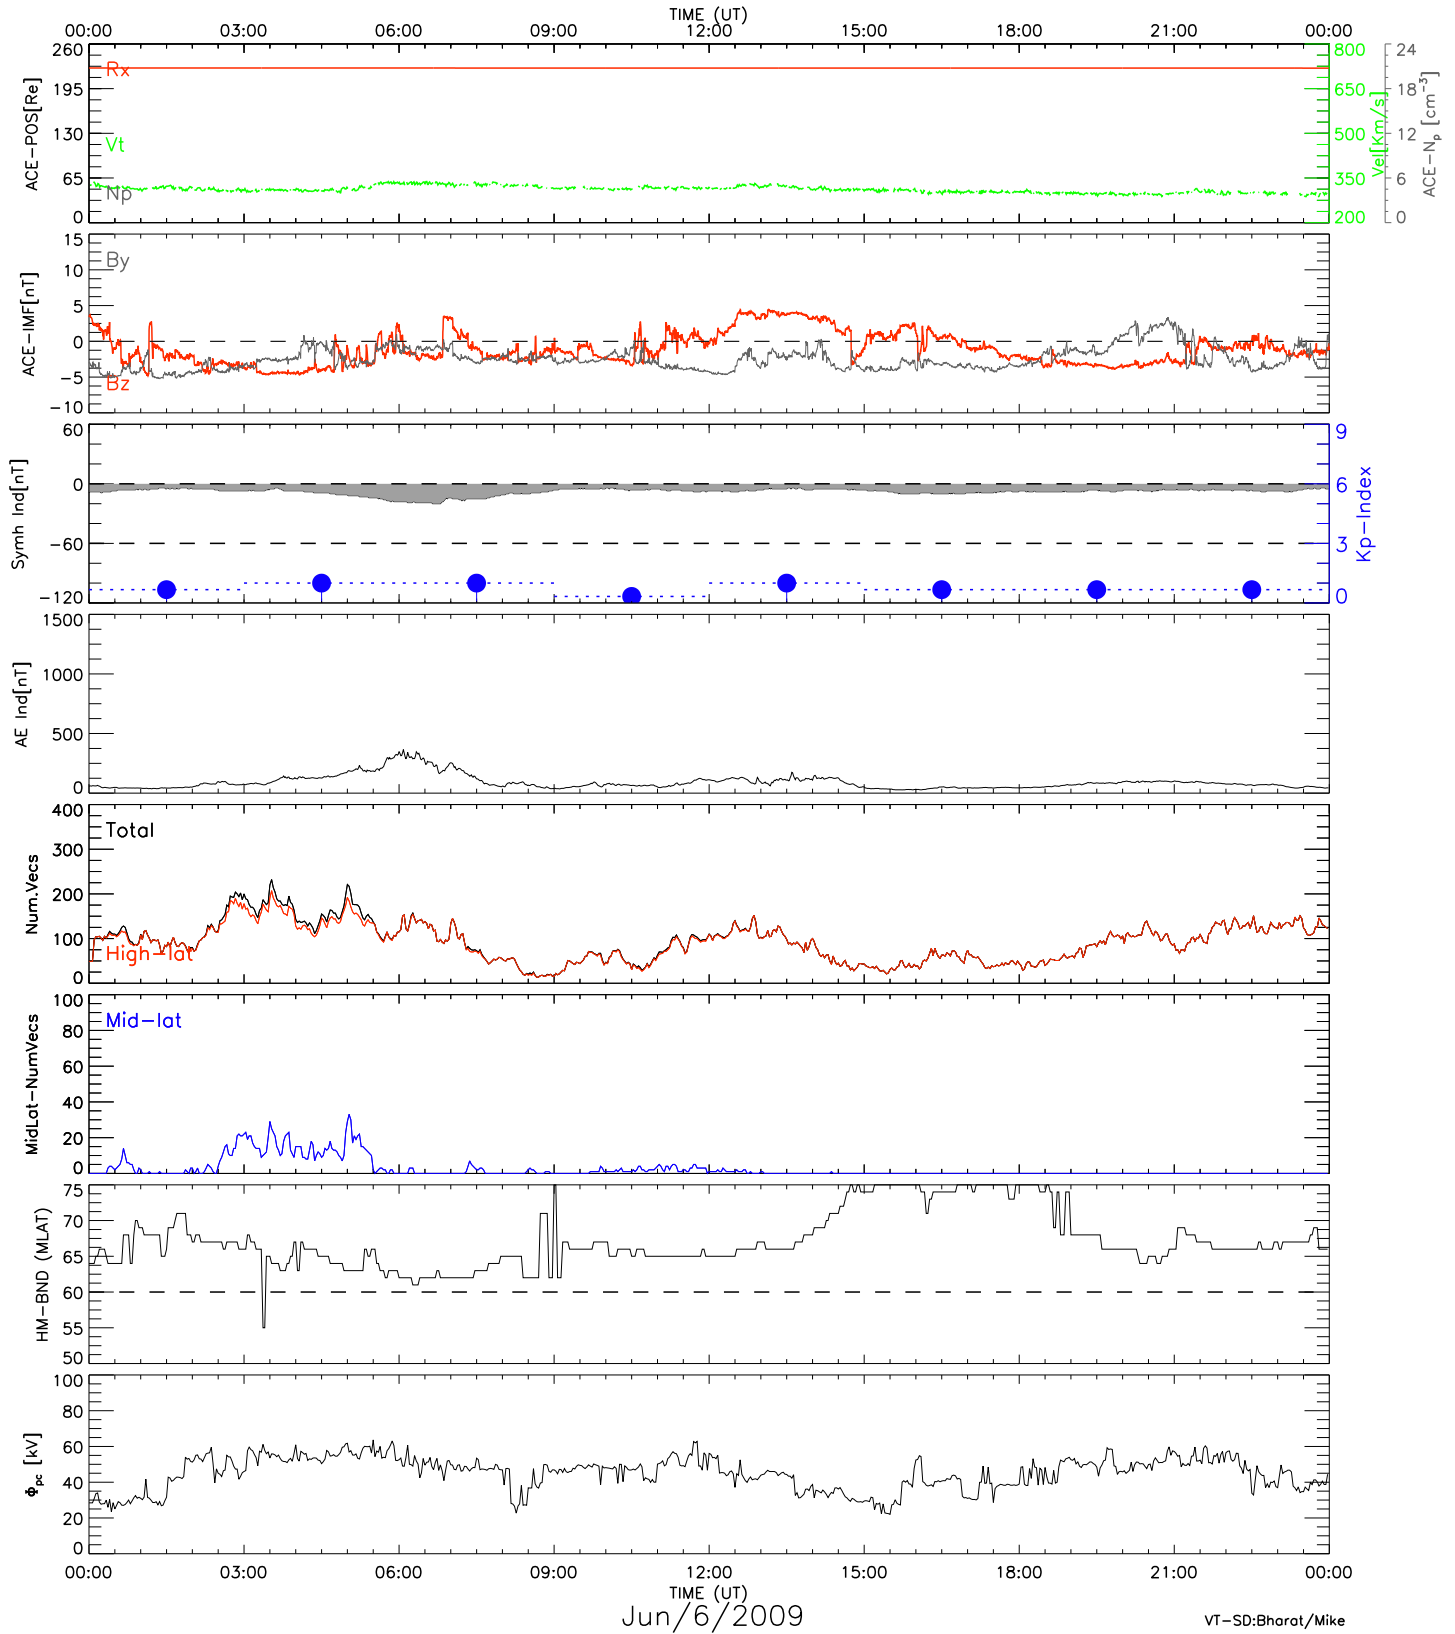 TIME (UT)
00:00 03:00 06:00 09:00 12:00 15:00 18:00 21:00 00:00
ACE-POS[Re]
260
195
130
65
0
Rx
Vt
Np
800
650
500
350
200
Vel[Km/s]
24
18
12
6
0
ACE-Np [cm-3]
ACE-IMF[nT]
15
10
5
0
-5
-10
By
Bz
Symh Ind[nT]
60
0
-60
-120
9
6
3
0
Kp-Index
AE Ind[nT]
1500
1000
500
0
Num.Vecs
400
300
200
100
0
Total
High-lat
MidLat-NumVecs
100
80
60
40
20
0
Mid-lat
HM-BND (MLAT)
75
70
65
60
55
50
Φpc [kV]
100
80
60
40
20
0
00:00 03:00 06:00 09:00 12:00 15:00 18:00 21:00 00:00
TIME (UT)
Jun/6/2009
VT-SD:Bharat/Mike